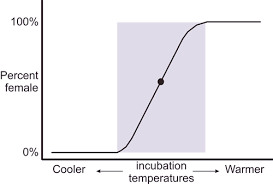 100%
Percent
female
0%
Cooler
incubation
temperatures
Warmer